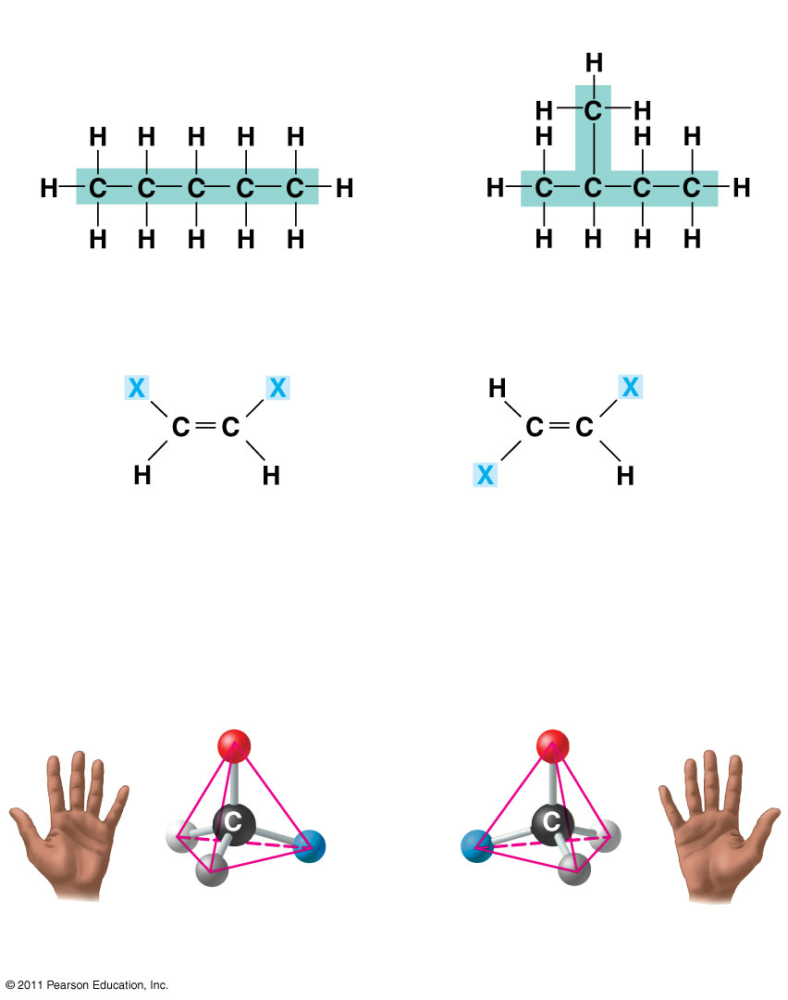 H H H H H
H C C C C C H
H H H H H
H
H C H
H H H
H C C C C H
H H H H
X X
C=C
H H
H X
C=C
X H
C
C
© 2011 Pearson Education, Inc.